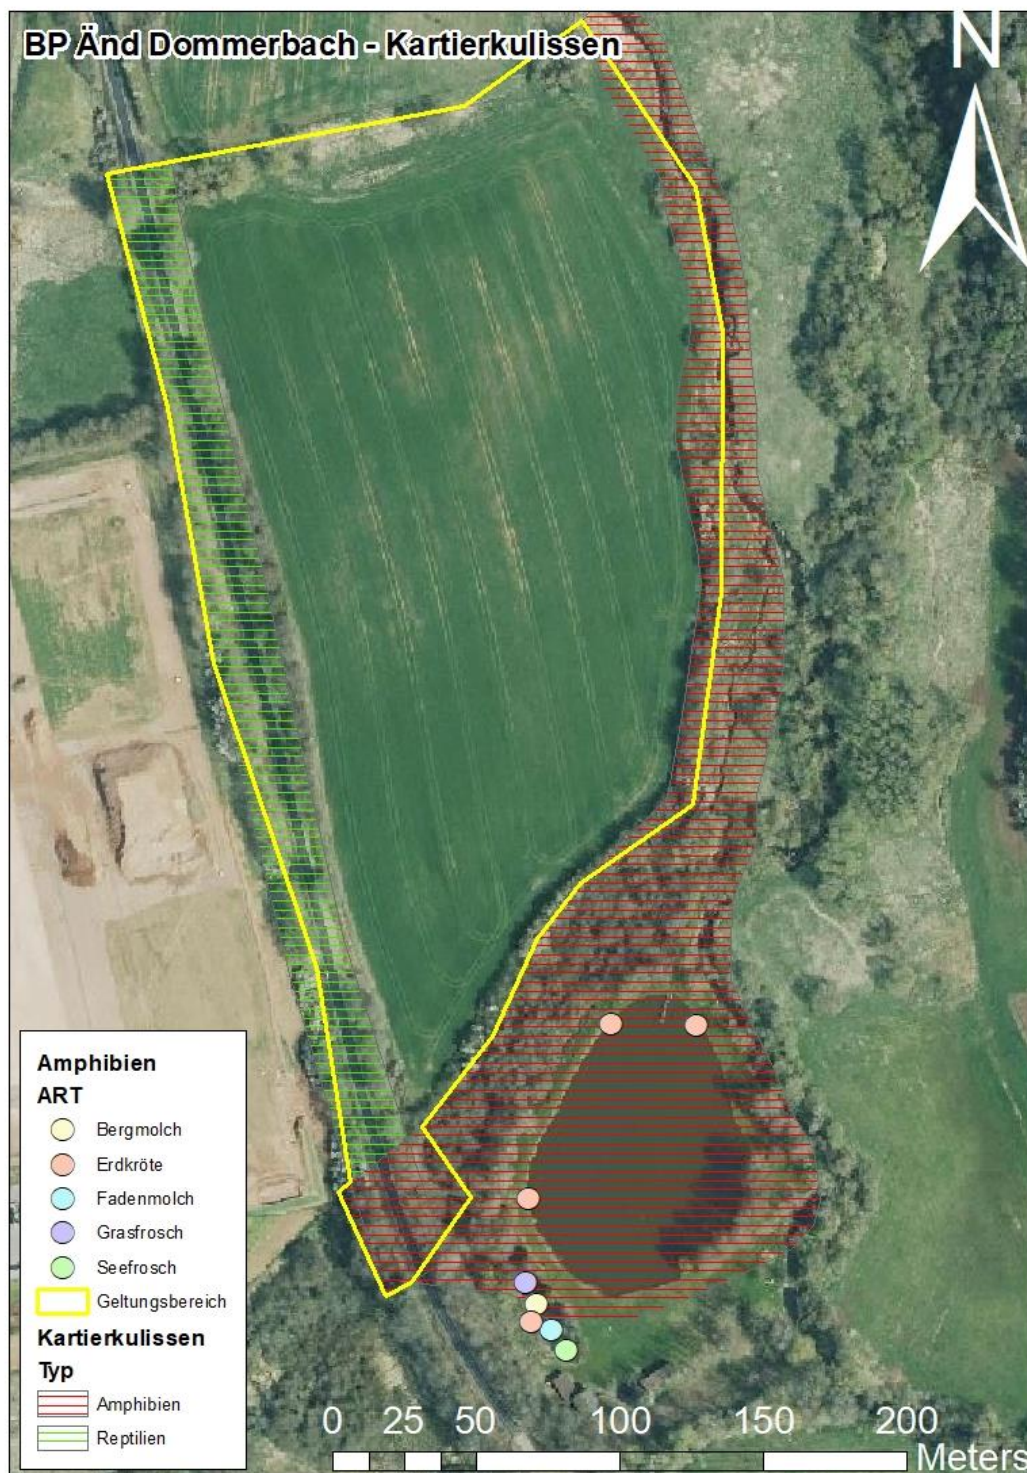 BP Änd Dommerbach - Kartierkulissen
N
Amphibien
ART
Bergmolch
Erdkröte
Fadenmolch
Grasfrosch
Seefrosch
Geltungsbereich
Kartierkulissen
Typ
Amphibien
Reptilien
0 25 50 100 150 200
Meters